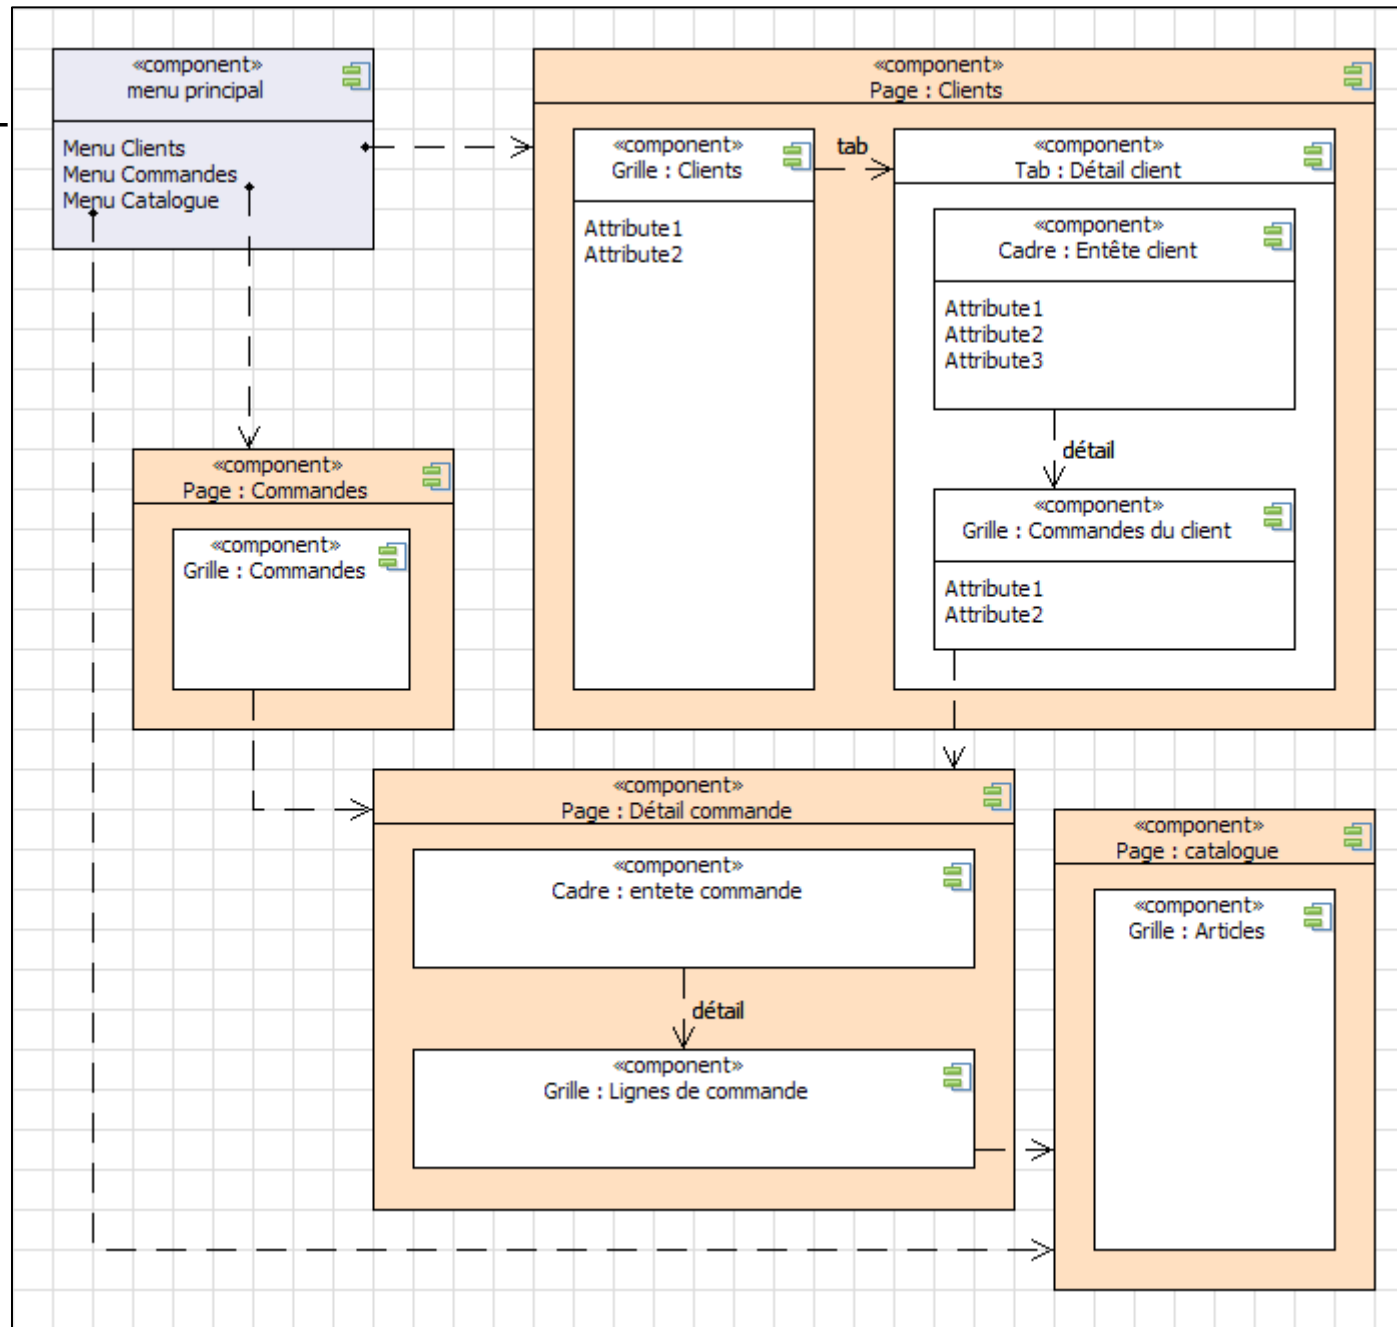 «component»
menu principal
Menu Clients
Menu Commandes
Menu Catalogue
«component»
Page : Clients
«component»
Grille : Clients
Attribute1
Attribute2
tab
«component»
Tab : Détail client
«component»
Cadre : Entête client
Attribute1
Attribute2
Attribute3
détail
«component»
Grille : Commandes du client
Attribute1
Attribute2
«component»
Page : Commandes
«component»
Grille : Commandes
«component»
Page : Détail commande
«component»
Cadre : entete commande
détail
«component»
Grille : Lignes de commande
«component»
Page : catalogue
«component»
Grille : Articles